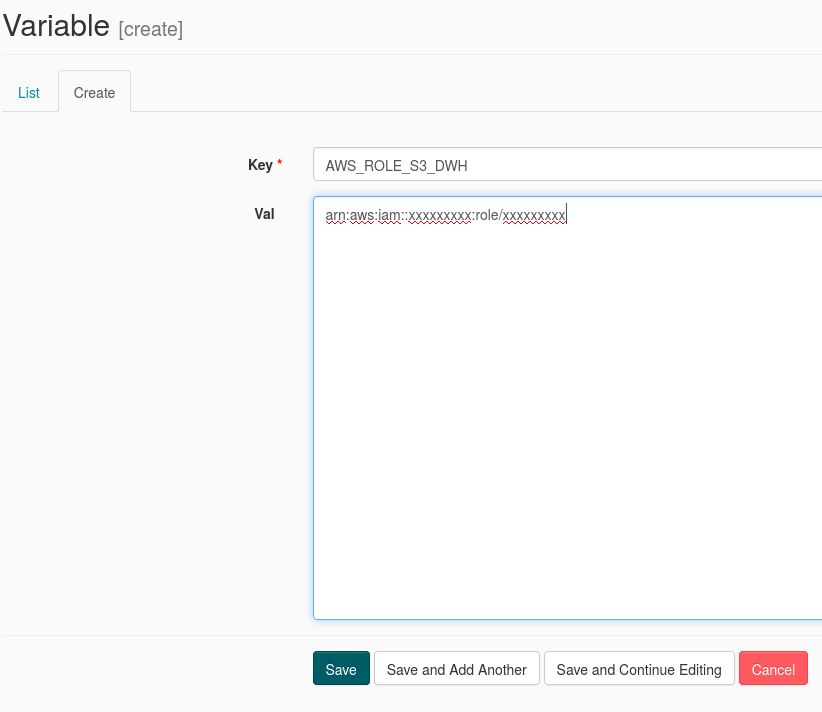 Variable [create]
List Create
Key *
AWS_ROLE_S3_DWH
Val
arn:aws:iam::xxxxxxxxx:role/xxxxxxxxx
Save Save and Add Another Save and Continue Editing Cancel